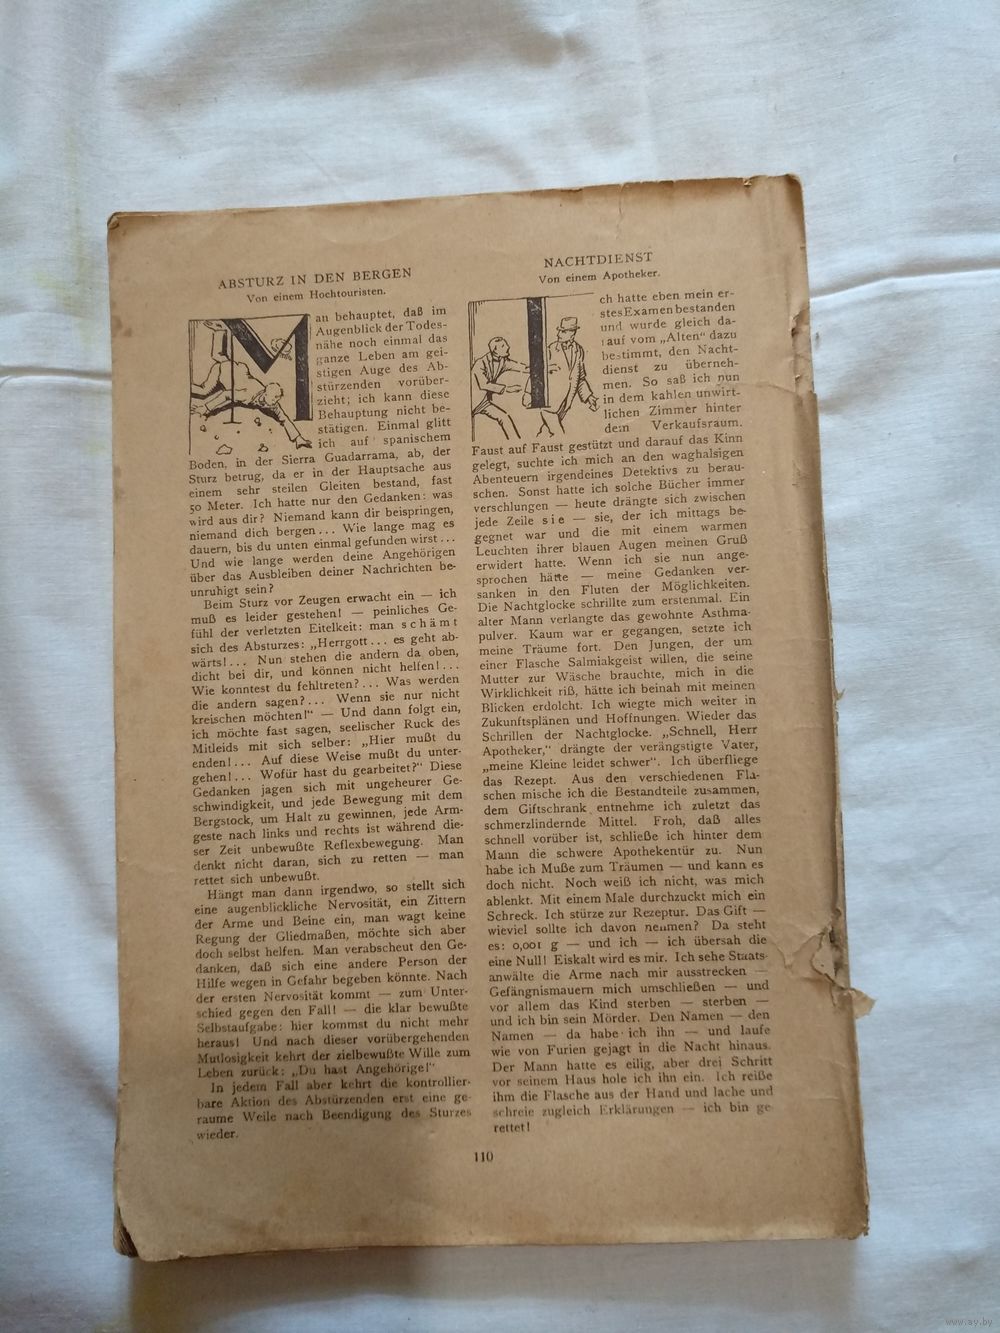 ABSTURZ IN DEN BERGEN
Von einem Hochtouristen.
Man behauptet, daß im
Augenblick der Todes-
nähe noch einmal das
ganze Leben am gei-
stigen Auge des Ab-
stürzenden vorüber-
zieht; ich kann diese
Behauptung nicht be-
stätigen. Einmal glitt
ich auf spanischem
Boden, in der Sierra Guadarrama, ab, der
Sturz betrug, da er in der Hauptsache aus
einem sehr steilen Gleiten bestand, fast
50 Meter. Ich hatte nur den Gedanken: was
wird aus dir? Niemand kann dir beispringen,
niemand dich bergen... Wie lange mag es
dauern, bis du unten einmal gefunden wirst...
Und wie lange werden deine Angehörigen
über das Ausbleiben deiner Nachrichten be-
unruhigt sein?
Beim Sturz vor Zeugen erwacht ein — ich
muß es leider gestehen! — peinliches Ge-
fühl der verletzten Eitelkeit: man schämt
sich des Absturzes: „Herrgott... es geht ab-
wärts!... Nun stehen die andern da oben,
dicht bei dir, und können nicht helfen!...
Wie konntest du fehltreten?... Was werden
die andern sagen?... Wenn sie nur nicht
kreischen möchten!“ — Und dann folgt ein,
ich möchte fast sagen, seelischer Ruck des
Mitleids mit sich selber: „Hier mußt du
enden!... Auf diese Weise mußt du unter-
gehen!... Wofür hast du gearbeitet?“ Diese
Gedanken jagen sich mit ungeheurer Ge-
schwindigkeit, und jede Bewegung mit dem
Bergstock, um Halt zu gewinnen, jede Arm-
geste nach links und rechts ist während die-
ser Zeit unbewußte Reflexbewegung. Man
denkt nicht daran, sich zu retten — man
rettet sich unbewußt.
Hängt man dann irgendwo, so stellt sich
eine augenblickliche Nervosität, ein Zittern
der Arme und Beine ein, man wagt keine
Regung der Gliedmaßen, möchte sich aber
doch selbst helfen. Man verabscheut den Ge-
danken, daß sich eine andere Person der
Hilfe wegen in Gefahr begeben könnte. Nach
der ersten Nervosität kommt — zum Unter-
schied gegen den Fall! — die klar bewußte
Selbstaufgabe: hier kommst du nicht mehr
heraus! Und nach dieser vorübergehenden
Mutlosigkeit kehrt der zielbewußte Wille zum
Leben zurück: „Du hast Angehörige!“
In jedem Fall aber kehrt die kontrollier-
bare Aktion des Abstürzenden erst eine ge-
raume Weile nach Beendigung des Sturzes
wieder.
NACHTDIENST
Von einem Apotheker.
Ich hatte eben mein er-
stes Examen bestanden
und wurde gleich da-
rauf vom „Alten“ dazu
bestimmt, den Nacht-
dienst zu überneh-
men. So saß ich nun
in dem kahlen unwirt-
lichen Zimmer hinter
dem Verkaufsraum.
Faust auf Faust gestützt und darauf das Kinn
gelegt, suchte ich mich an den waghalsigen
Abenteuern irgendeines Detektivs zu berau-
schen. Sonst hatte ich solche Bücher immer
verschlungen — heute drängte sich zwischen
jede Zeile sie — sie, der ich mittags be-
gegnet war und die mit einem warmen
Leuchten ihrer blauen Augen meinen Gruß
erwidert hatte. Wenn ich sie nun ange-
sprochen hätte — meine Gedanken ver-
sanken in den Fluten der Möglichkeiten.
Die Nachtglocke schrillte zum erstenmal. Ein
alter Mann verlangte das gewohnte Asthma-
pulver. Kaum war er gegangen, setzte ich
meine Träume fort. Den Jungen, der um
einer Flasche Salmiakgeist willen, die seine
Mutter zur Wäsche brauchte, mich in die
Wirklichkeit riß, hätte ich beinah mit meinen
Blicken erdolcht. Ich wiegte mich weiter in
Zukunftsplänen und Hoffnungen. Wieder das
Schrillen der Nachtglocke. „Schnell, Herr
Apotheker,“ drängte der verängstigte Vater,
„meine Kleine leidet schwer“. Ich überfliege
das Rezept. Aus den verschiedenen Fla-
schen mische ich die Bestandteile zusammen,
dem Giftschrank entnehme ich zuletzt das
schmerzlindernde Mittel. Froh, daß alles
schnell vorüber ist, schließe ich hinter dem
Mann die schwere Apothekentür zu. Nun
habe ich Muße zum Träumen — und kann es
doch nicht. Noch weiß ich nicht, was mich
ablenkt. Mit einem Male durchzuckt mich ein
Schreck. Ich stürze zur Rezeptur. Das Gift —
wieviel sollte ich davon nehmen? Da steht
es: 0,001 g — und ich — ich übersah die
eine Null! Eiskalt wird es mir. Ich sehe Staats-
anwälte die Arme nach mir ausstrecken —
Gefängnismauern mich umschließen — und
vor allem das Kind sterben — sterben —
und ich bin sein Mörder. Den Namen — den
Namen — da habe ich ihn — und laufe
wie von Furien gejagt in die Nacht hinaus.
Der Mann hatte es eilig, aber drei Schritt
vor seinem Haus hole ich ihn ein. Ich reiße
ihm die Flasche aus der Hand und lache und
schreie zugleich Erklärungen — ich bin ge
rettet!
110
www.ay.by